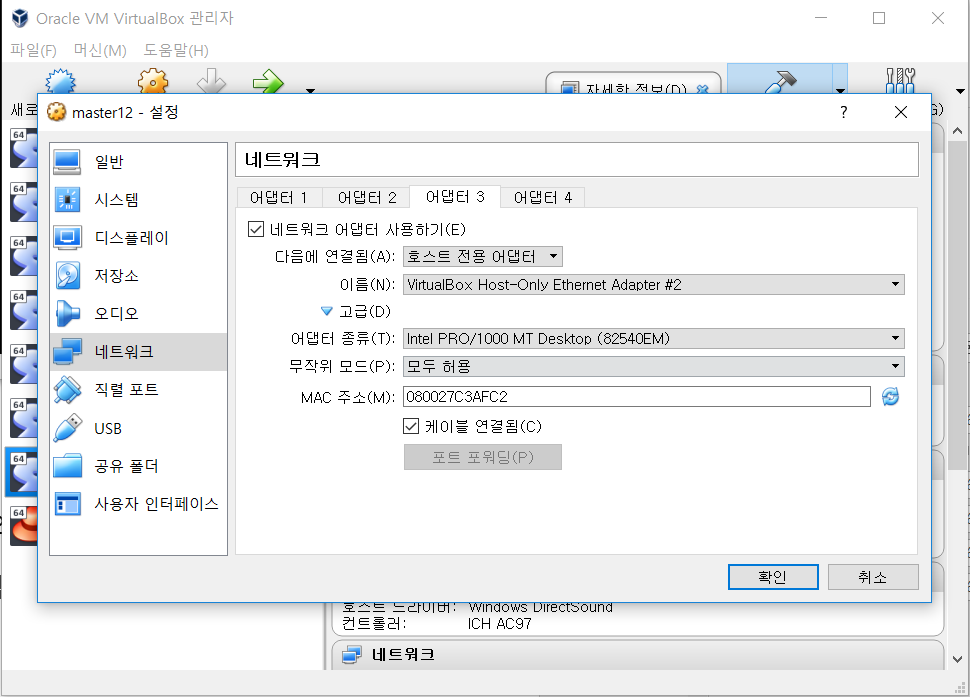 Oracle VM VirtualBox 관리자
파일(F) 머신(M) 도움말(H)
새로
자세한 정보(D)
G)
64
64
64
64
64
64
64
64
master12 - 설정
?
일반
시스템
디스플레이
저장소
오디오
네트워크
직렬 포트
USB
공유 폴더
사용자 인터페이스
네트워크
어댑터 1 어댑터 2 어댑터 3 어댑터 4
네트워크 어댑터 사용하기(E)
다음에 연결됨(A): 호스트 전용 어댑터
이름(N): VirtualBox Host-Only Ethernet Adapter #2
고급(D)
어댑터 종류(T): Intel PRO/1000 MT Desktop (82540EM)
무작위 모드(P): 모두 허용
MAC 주소(M): 080027C3AFC2
케이블 연결됨(C)
포트 포워딩(P)
확인 취소
호스트 드라이버: Windows DirectSound
컨트롤러: ICH AC97
네트워크